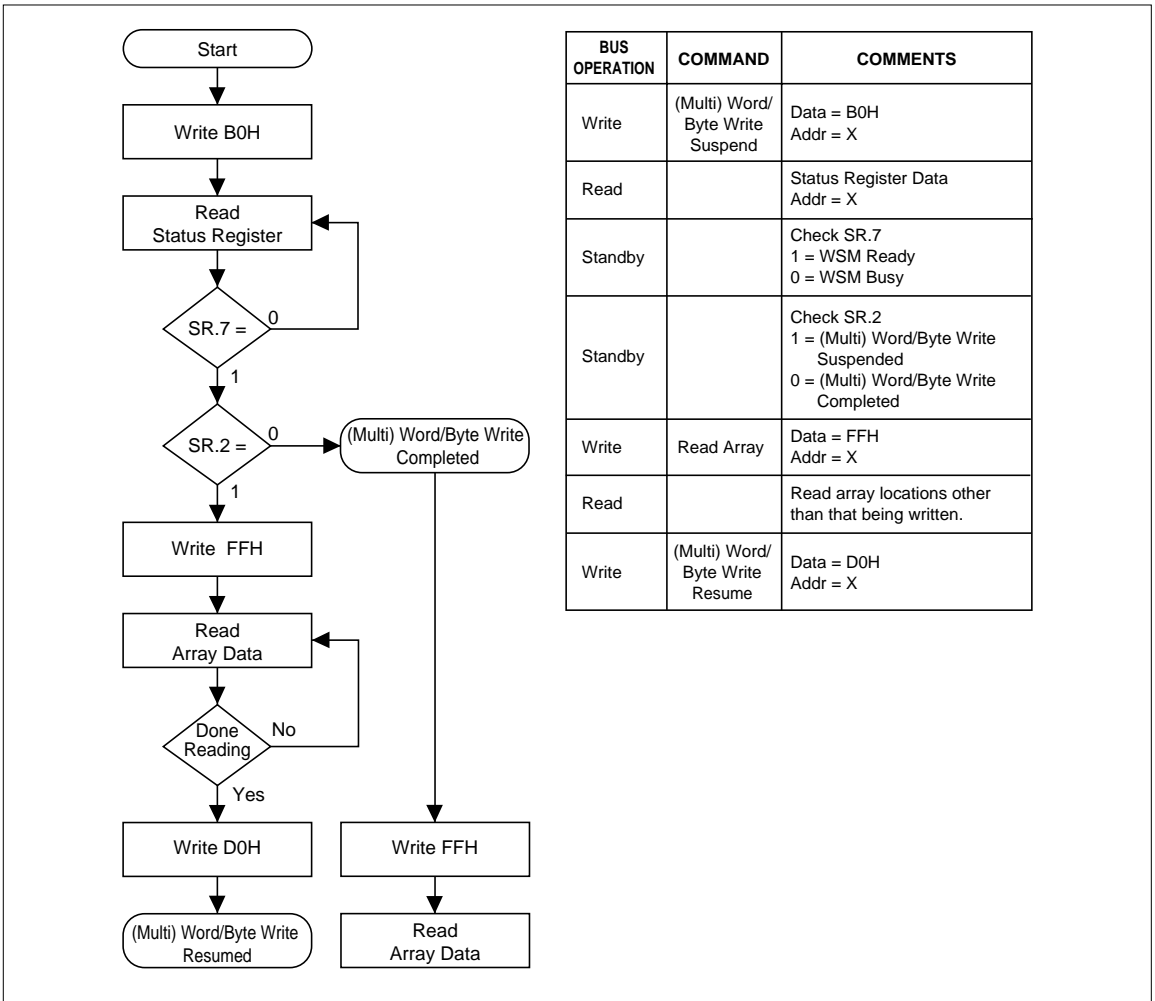 Start
Write B0H
Read
Status Register
SR.7 =
0
1
SR.2 =
0
(Multi) Word/Byte Write
Completed
1
Write FFH
Read
Array Data
Done
Reading
No
Yes
Write D0H
Write FFH
(Multi) Word/Byte Write
Resumed
Read
Array Data
BUS
OPERATION
COMMAND
COMMENTS
Write
(Multi) Word/
Byte Write
Suspend
Data = B0H
Addr = X
Read
Status Register Data
Addr = X
Standby
Check SR.7
1 = WSM Ready
0 = WSM Busy
Standby
Check SR.2
1 = (Multi) Word/Byte Write
Suspended
0 = (Multi) Word/Byte Write
Completed
Write
Read Array
Data = FFH
Addr = X
Read
Read array locations other
than that being written.
Write
(Multi) Word/
Byte Write
Resume
Data = D0H
Addr = X